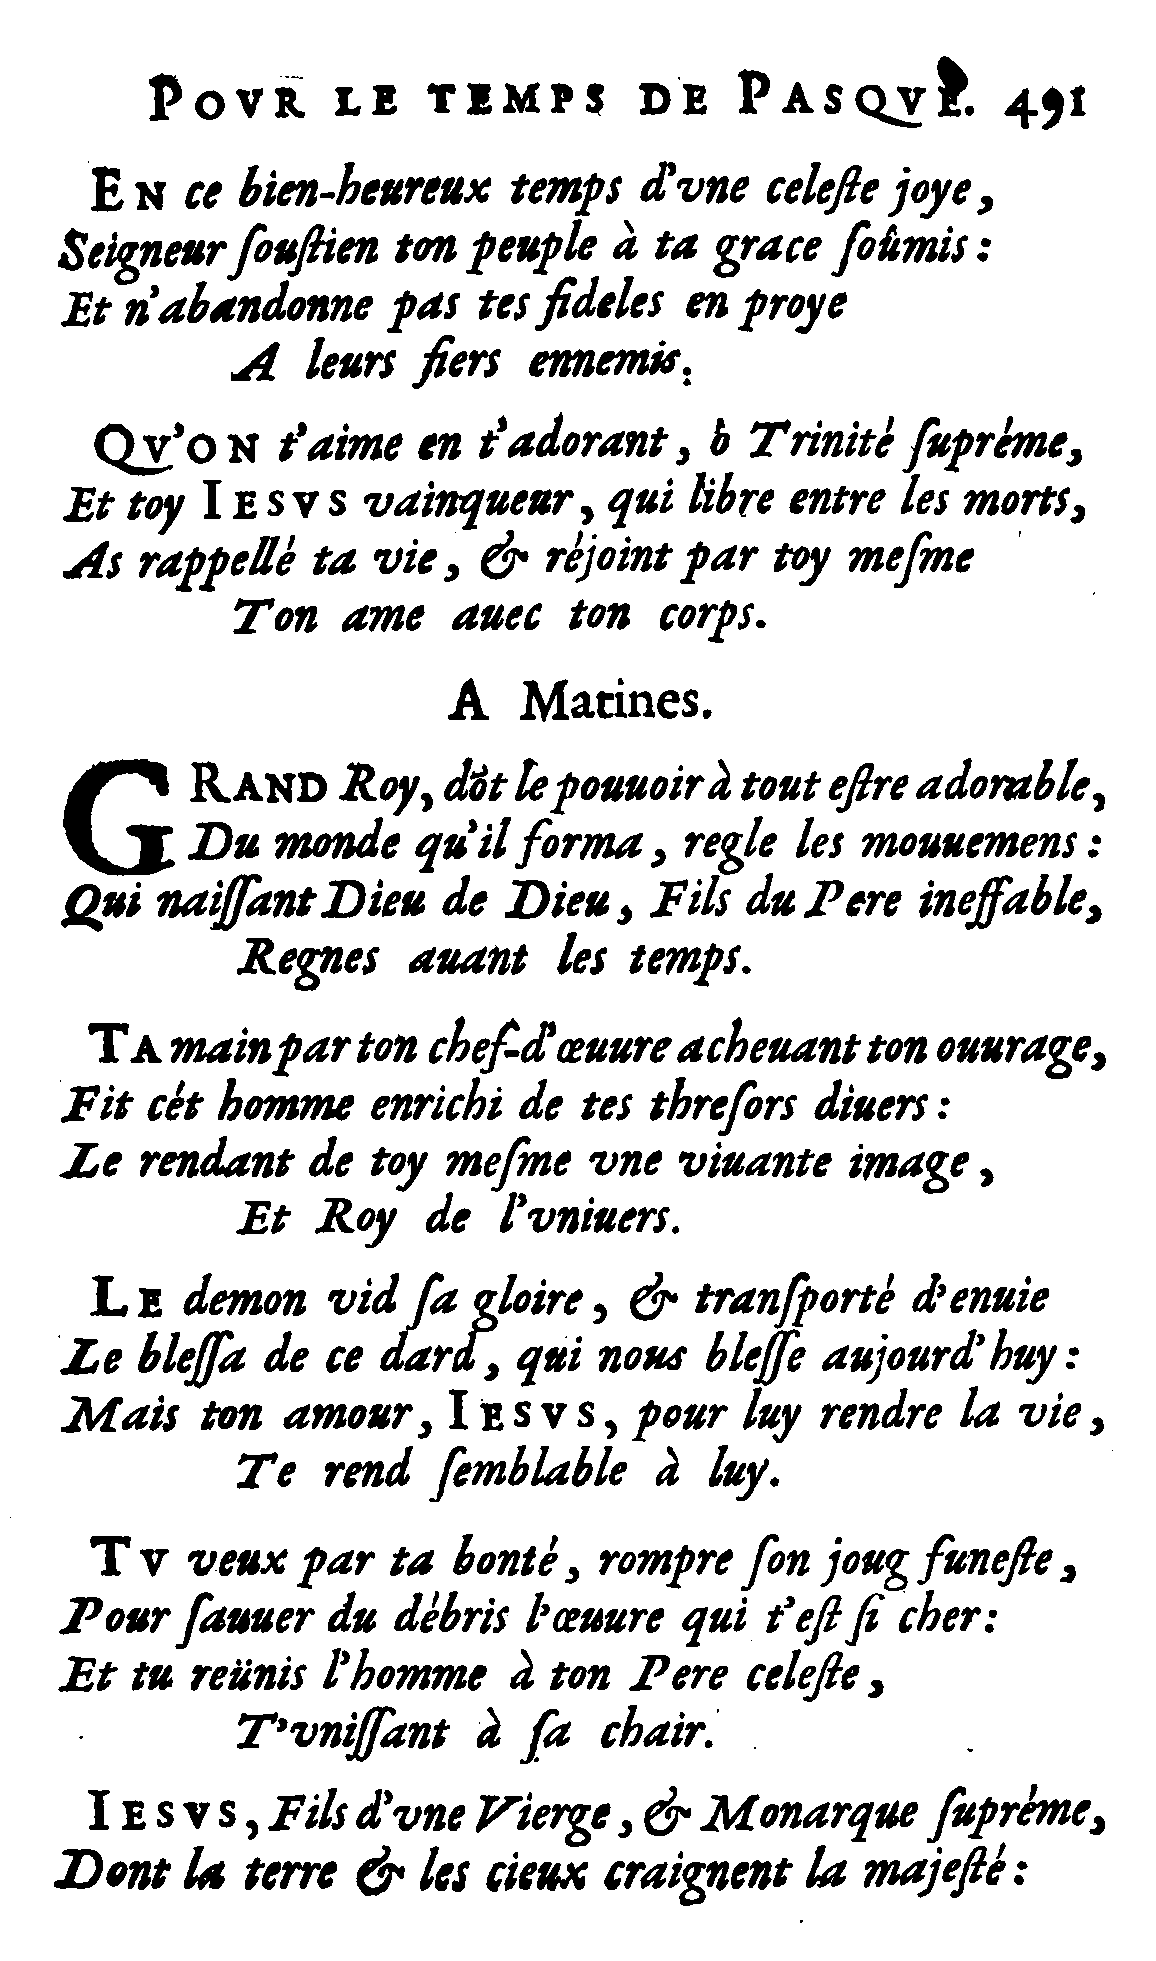 POVR LE TEMPS DE PASQVE. 491
EN ce bien-heureux temps d'vne celeſte joye,
Seigneur ſouſtien ton peuple à ta grace ſoûmis :
Et n'abandonne pas tes fideles en proye
A leurs fiers ennemis.
QV'ON t'aime en t'adorant, ò Trinité ſupréme,
Et toy IESVS vainqueur, qui libre entre les morts,
As rappellé ta vie, & réjoint par toy meſme
Ton ame auec ton corps.
A Matines.
GRAND Roy, dõt le pouuoir à tout eſtre adorable,
Du monde qu'il forma, regle les mouuemens :
Qui naiſſant Dieu de Dieu, Fils du Pere ineffable,
Regnes auant les temps.
TA main par ton chef-d'œuure acheuant ton ouurage,
Fit cét homme enrichi de tes threſors diuers :
Le rendant de toy meſme vne viuante image,
Et Roy de l'vniuers.
LE demon vid ſa gloire, & tranſporté d'enuie
Le bleſſa de ce dard, qui nous bleſſe aujourd'huy :
Mais ton amour, IESVS, pour luy rendre la vie,
Te rend ſemblable à luy.
TV veux par ta bonté, rompre ſon joug funeſte,
Pour ſauuer du débris l'œuure qui t'eſt ſi cher :
Et tu reünis l'homme à ton Pere celeſte,
T'vniſſant à ſa chair.
IESVS, Fils d'vne Vierge, & Monarque ſupréme,
Dont la terre & les cieux craignent la majeſté :